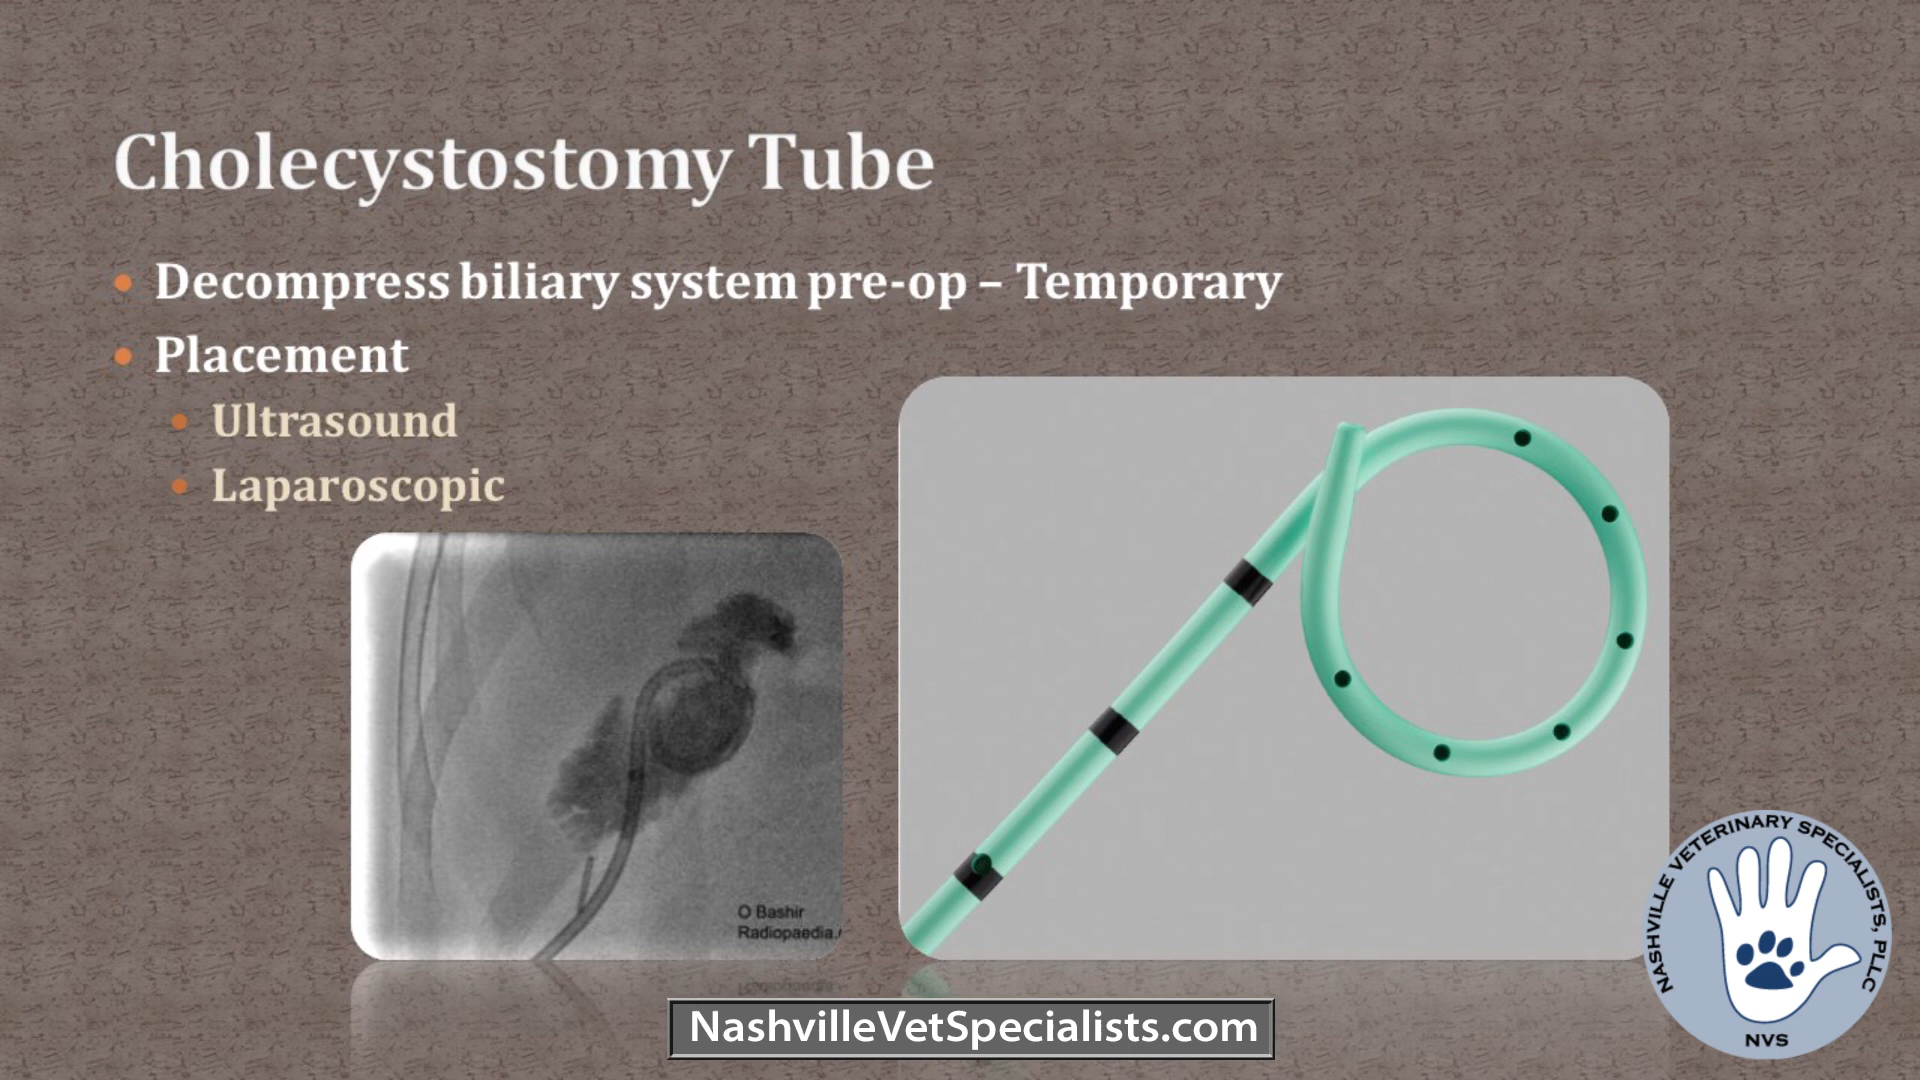 Cholecystostomy Tube
• Decompress biliary system pre-op – Temporary
• Placement
• Ultrasound
• Laparoscopic
O Bashir
Radiopaedia.
NASHVILLE VETERINARY SPECIALISTS, PLLC
NVS
NashvilleVetSpecialists.com